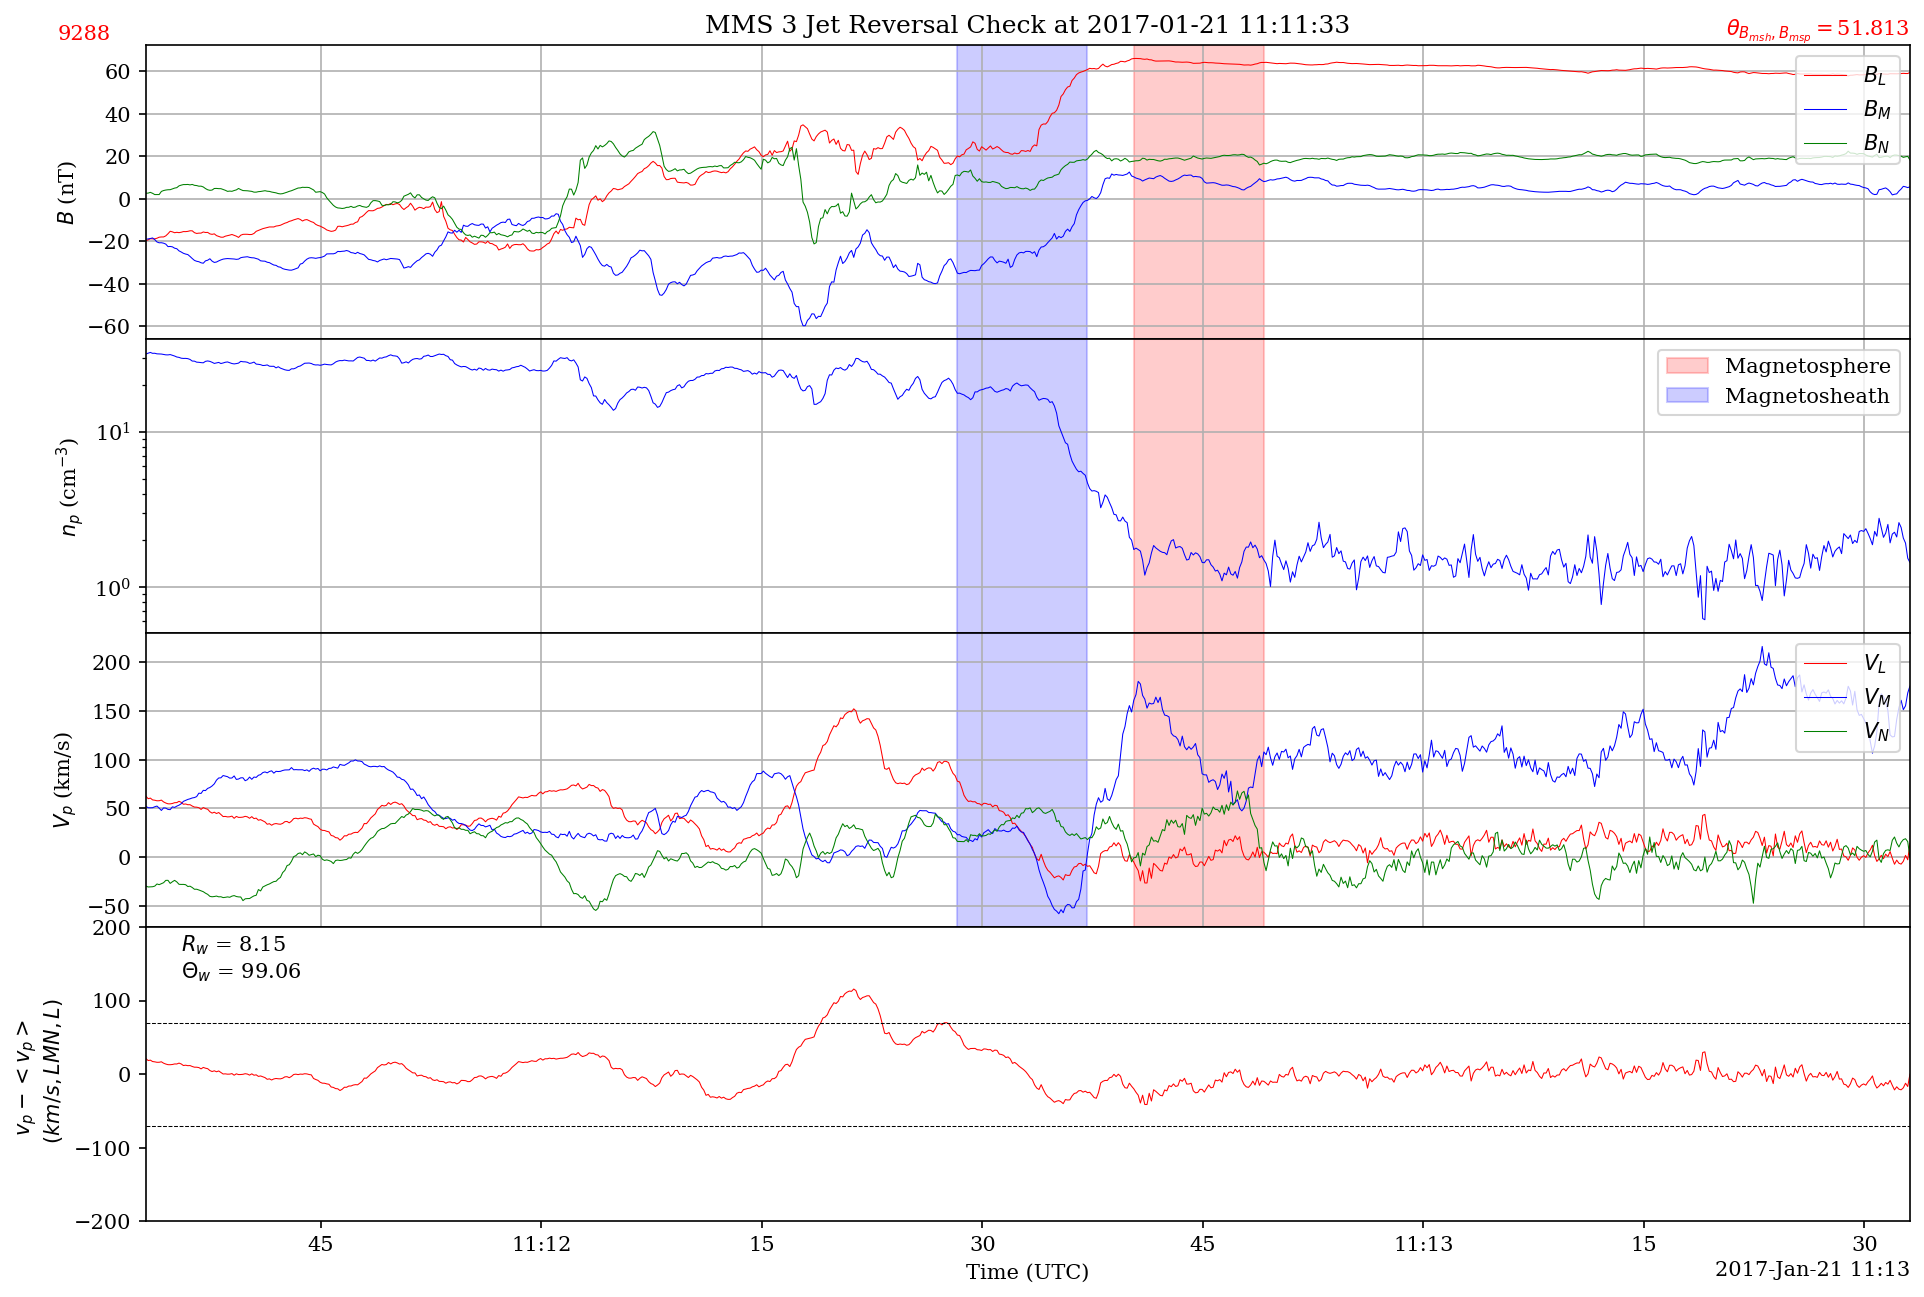 9288
MMS 3 Jet Reversal Check at 2017-01-21 11:11:33
θ_{B_{msh}, B_{msp}} = 51.813
B (nT)
60
40
20
0
−20
−40
−60
B_L
B_M
B_N
n_p (cm^{−3})
10^1
10^0
Magnetosphere
Magnetosheath
V_p (km/s)
200
150
100
50
0
−50
V_L
V_M
V_N
v_p − < v_p >
(km/s, LMN, L)
200
100
0
−100
−200
R_w = 8.15
Θ_w = 99.06
45
11:12
15
30
45
11:13
15
30
Time (UTC)
2017-Jan-21 11:13